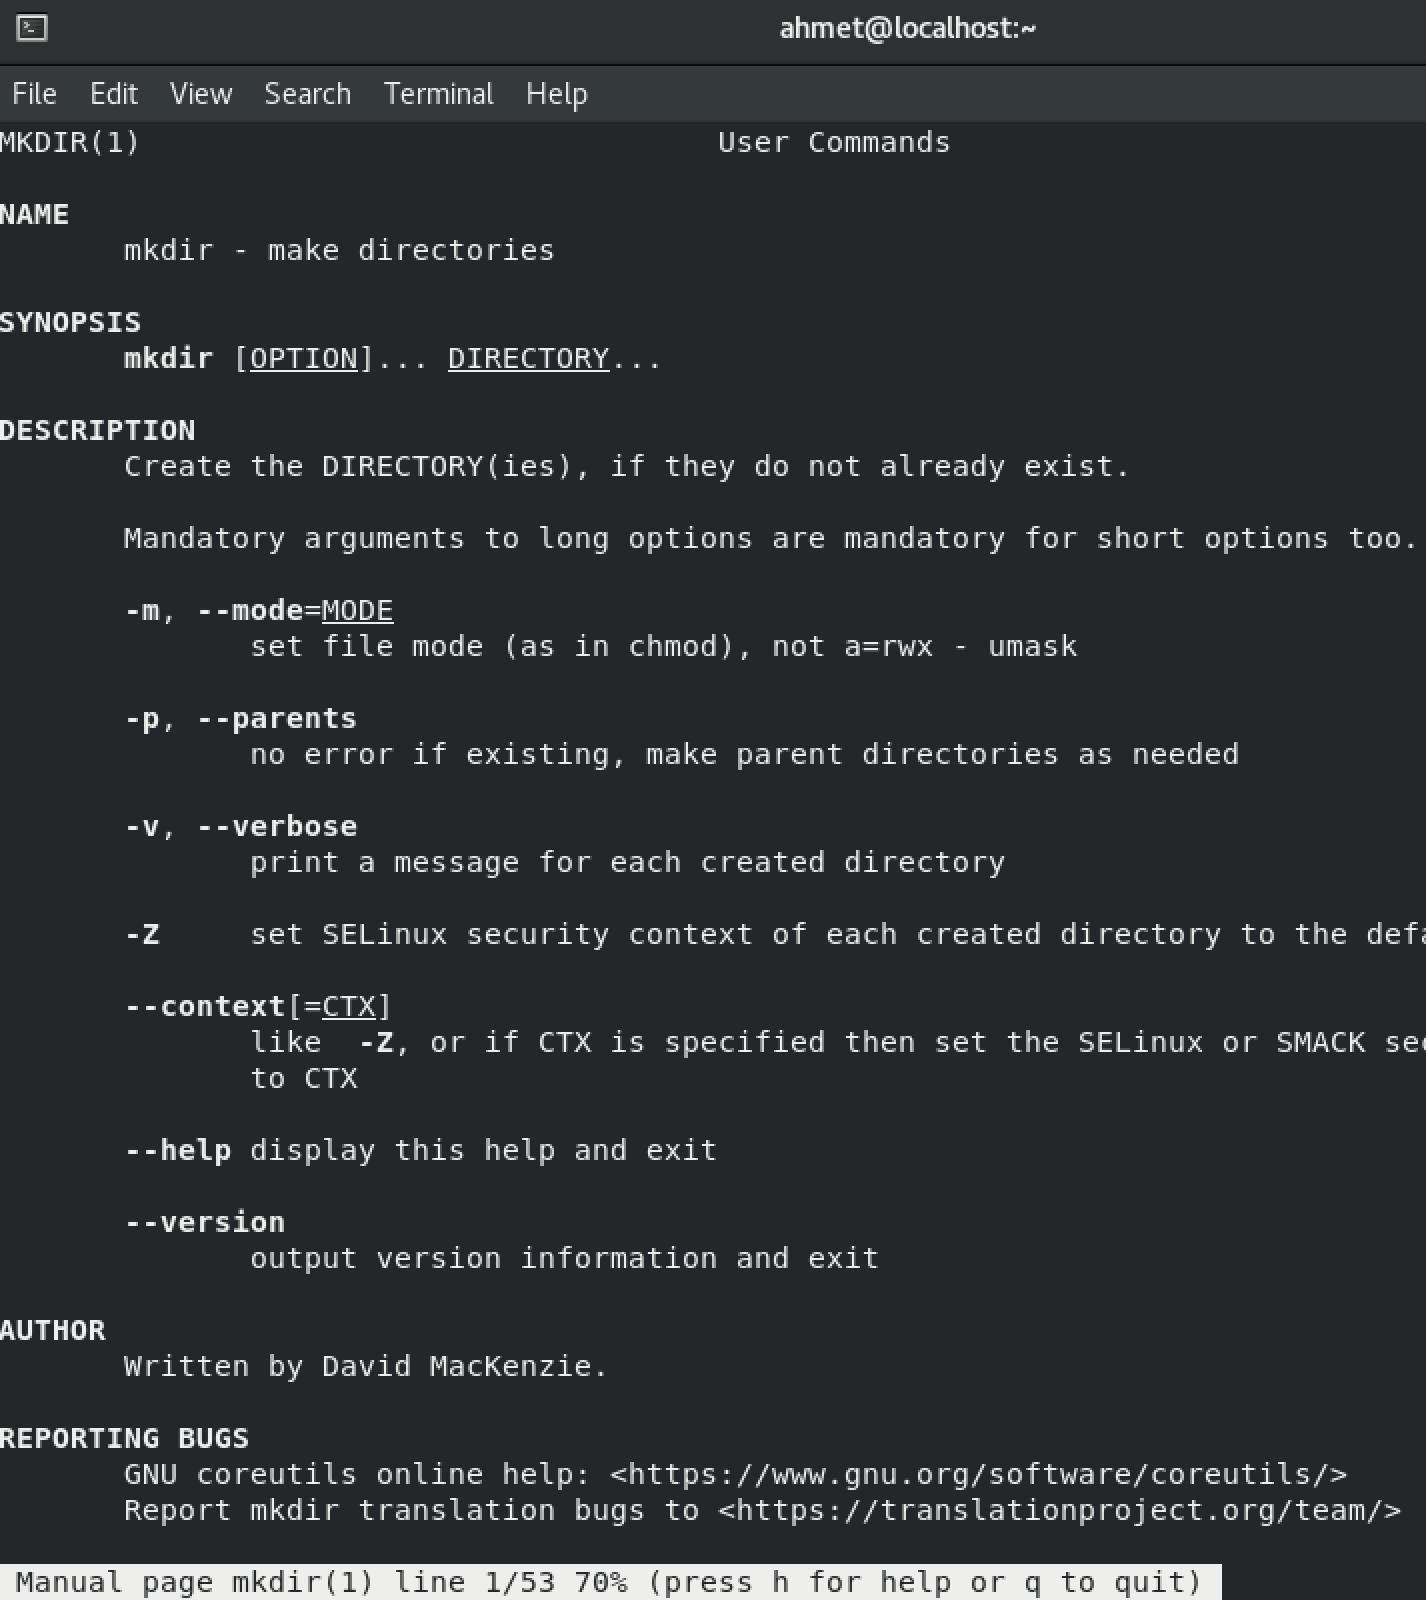 ahmet@localhost:~
File Edit View Search Terminal Help
MKDIR(1) User Commands
NAME
mkdir - make directories
SYNOPSIS
mkdir [OPTION]... DIRECTORY...
DESCRIPTION
Create the DIRECTORY(ies), if they do not already exist.
Mandatory arguments to long options are mandatory for short options too.
-m, --mode=MODE
set file mode (as in chmod), not a=rwx - umask
-p, --parents
no error if existing, make parent directories as needed
-v, --verbose
print a message for each created directory
-Z set SELinux security context of each created directory to the
--context[=CTX]
like -Z, or if CTX is specified then set the SELinux or SMACK
to CTX
--help display this help and exit
--version
output version information and exit
AUTHOR
Written by David MacKenzie.
REPORTING BUGS
GNU coreutils online help: <https://www.gnu.org/software/coreutils/>
Report mkdir translation bugs to <https://translationproject.org/team/>
Manual page mkdir(1) line 1/53 70% (press h for help or q to quit)